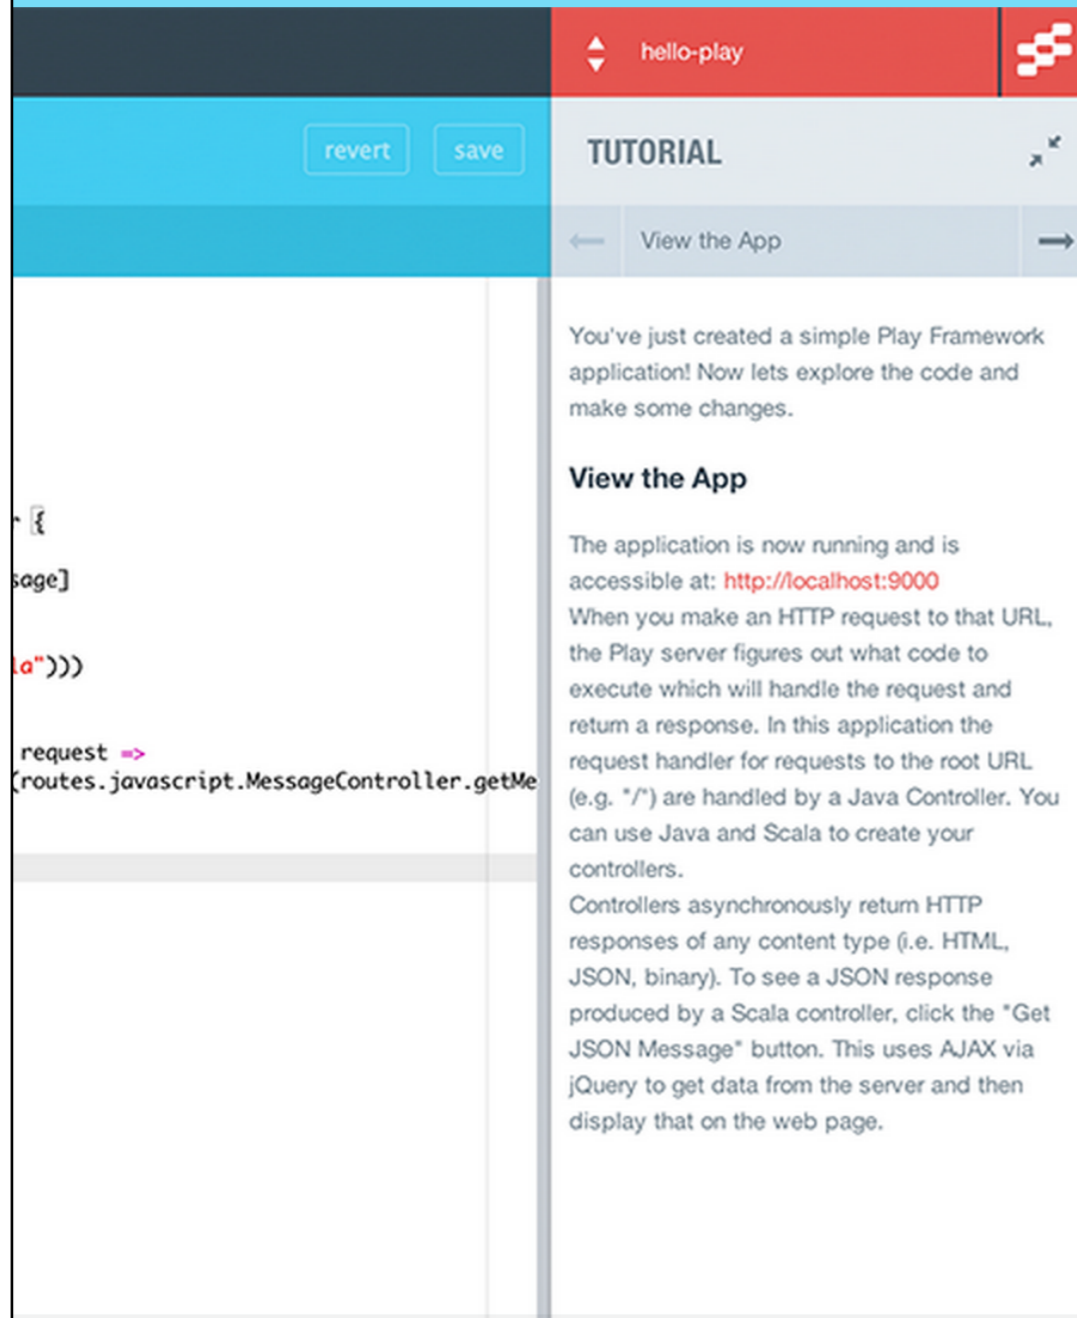 hello-play
revert
save
TUTORIAL
View the App
r {
sage]
la")))
request =>
(routes.javascript.MessageController.getMe
You've just created a simple Play Framework
application! Now lets explore the code and
make some changes.
View the App
The application is now running and is
accessible at: http://localhost:9000
When you make an HTTP request to that URL,
the Play server figures out what code to
execute which will handle the request and
return a response. In this application the
request handler for requests to the root URL
(e.g. "/") are handled by a Java Controller. You
can use Java and Scala to create your
controllers.
Controllers asynchronously return HTTP
responses of any content type (i.e. HTML,
JSON, binary). To see a JSON response
produced by a Scala controller, click the "Get
JSON Message" button. This uses AJAX via
jQuery to get data from the server and then
display that on the web page.